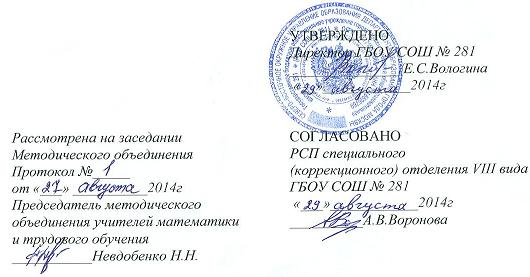 УТВЕРЖДЕНО
Директор ГБОУ СОШ № 281
Е.С.Вологина
«29» августа 2014г
Рассмотрена на заседании
Методического объединения
Протокол № 1
от «27» августа 2014г
Председатель методического
объединения учителей математики
и трудового обучения
Невдобенко Н.Н.
СОГЛАСОВАНО
РСП специального
(коррекционного) отделения VIII вида
ГБОУ СОШ № 281
«29» августа 2014г
А.В.Воронова